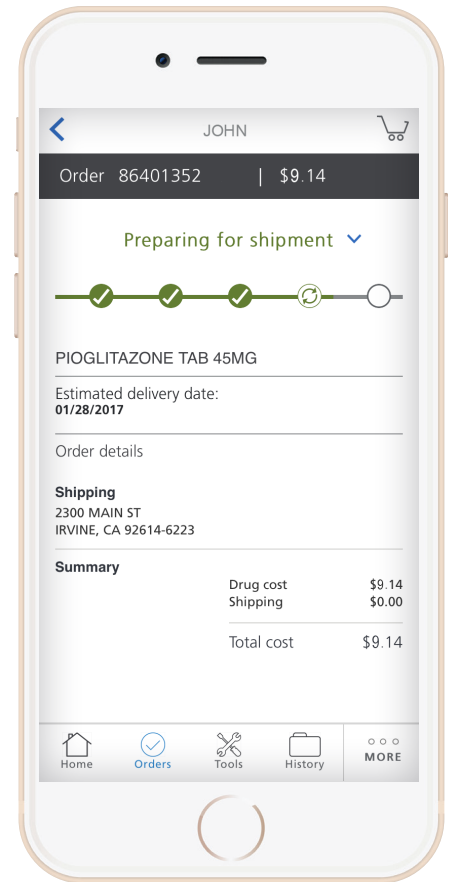 JOHN
Order 86401352 | $9.14
Preparing for shipment
PIOGLITAZONE TAB 45MG
Estimated delivery date:
01/28/2017
Order details
Shipping
2300 MAIN ST
IRVINE, CA 92614-6223
Summary
Drug cost $9.14
Shipping $0.00
Total cost $9.14
Home Orders Tools History MORE